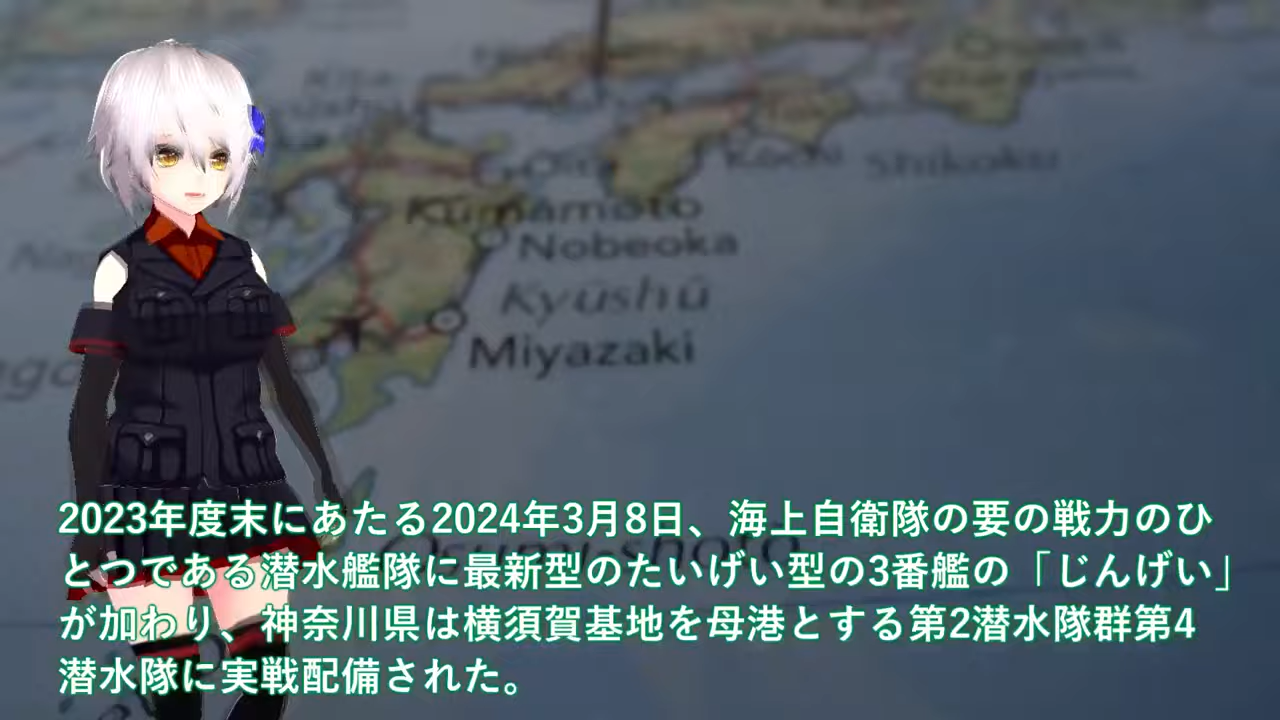 Kōchi
Shikoku
Ōita
Kumamoto
Nobeoka
Kyūshū
Miyazaki
2023年度末にあたる2024年3月8日、海上自衛隊の要の戦力のひ
とつである潜水艦隊に最新型のたいげい型の3番艦の「じんげい」
が加わり、神奈川県は横須賀基地を母港とする第2潜水隊群第4
潜水隊に実戦配備された。